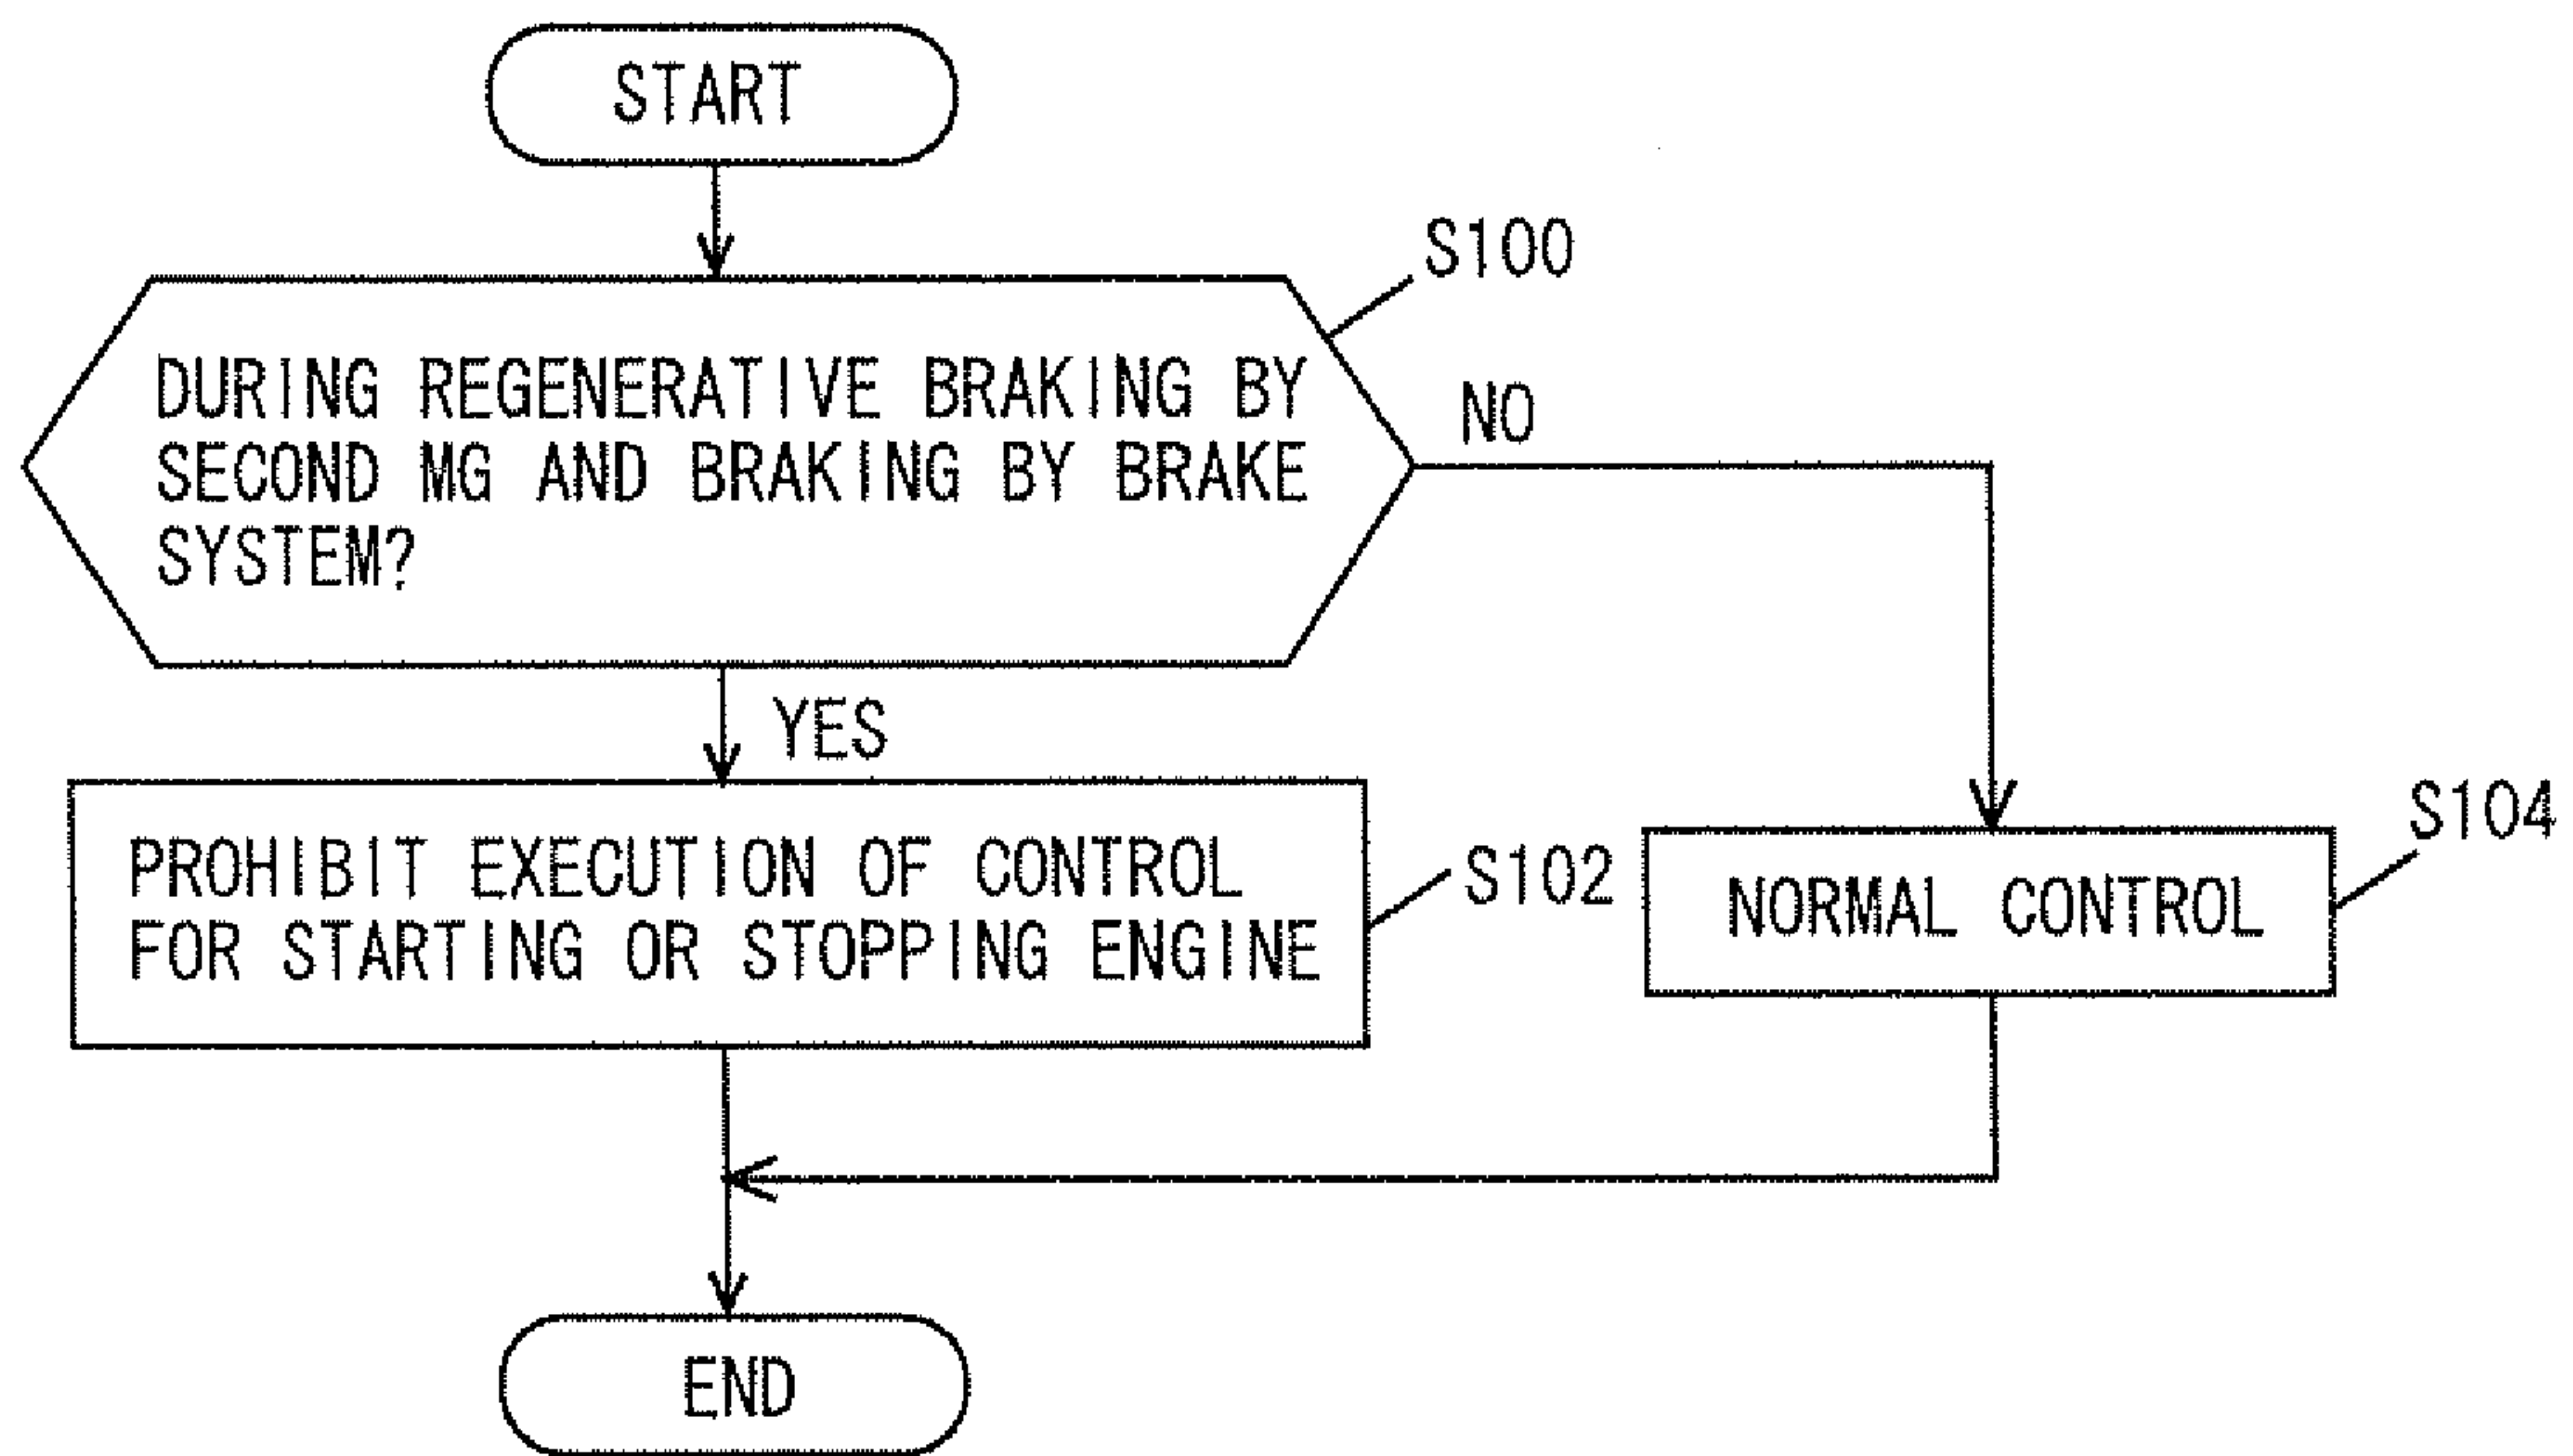 START
S100
DURING REGENERATIVE BRAKING BY
SECOND MG AND BRAKING BY BRAKE
SYSTEM?
NO
YES
PROHIBIT EXECUTION OF CONTROL
FOR STARTING OR STOPPING ENGINE
S102
NORMAL CONTROL
S104
END